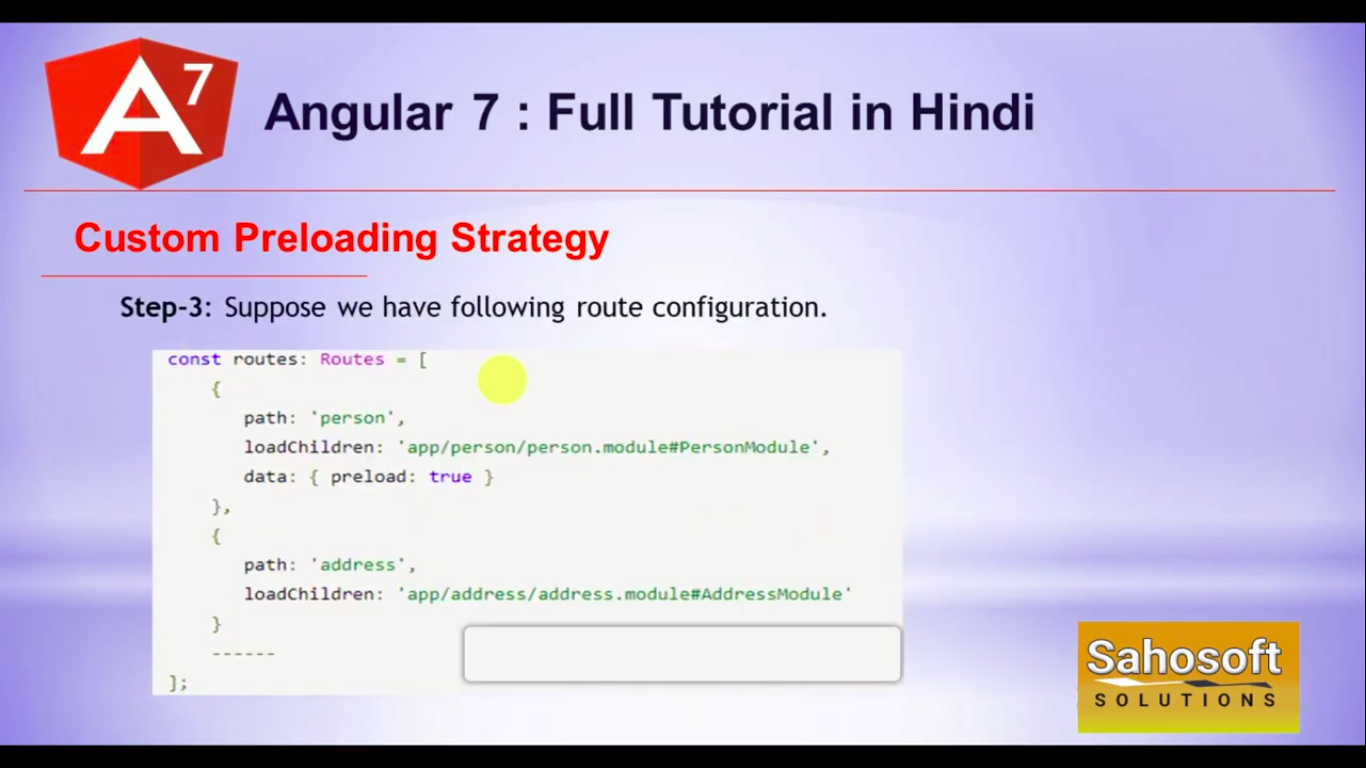 A7
Angular 7 : Full Tutorial in Hindi
Custom Preloading Strategy
Step-3: Suppose we have following route configuration.
const routes: Routes = [
{
path: 'person',
loadChildren: 'app/person/person.module#PersonModule',
data: { preload: true }
},
{
path: 'address',
loadChildren: 'app/address/address.module#AddressModule'
}
------
];
Sahosoft
SOLUTIONS